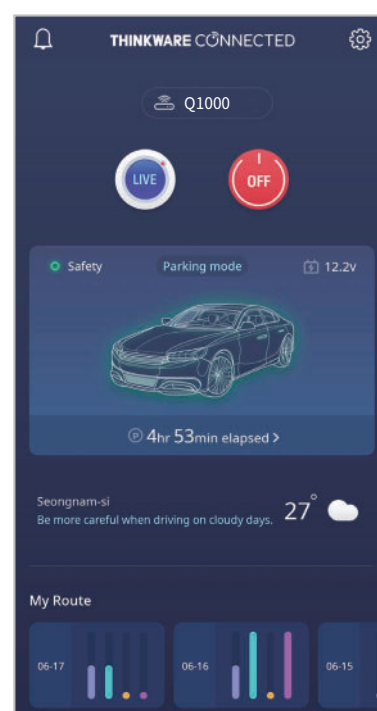 THINKWARE CONNECTED
Q1000
LIVE
OFF
Safety
Parking mode
12.2v
P 4hr 53min elapsed >
Seongnam-si
Be more careful when driving on cloudy days.
27°
My Route
06-17
06-16
06-15